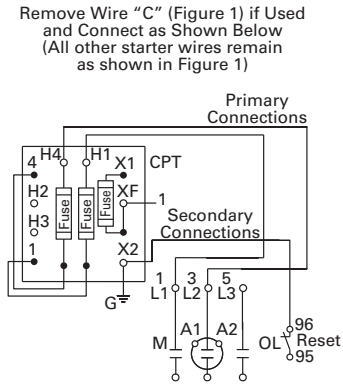 Remove Wire “C” (Figure 1) if Used
and Connect as Shown Below
(All other starter wires remain
as shown in Figure 1)
Primary
Connections
4 H4 H1 X1 CPT
H2 XF
1
H3
Fuse Fuse Fuse
Secondary
Connections
1 X2
G
1 3 5
L1 L2 L3
M A1 A2
96
OL Reset
95